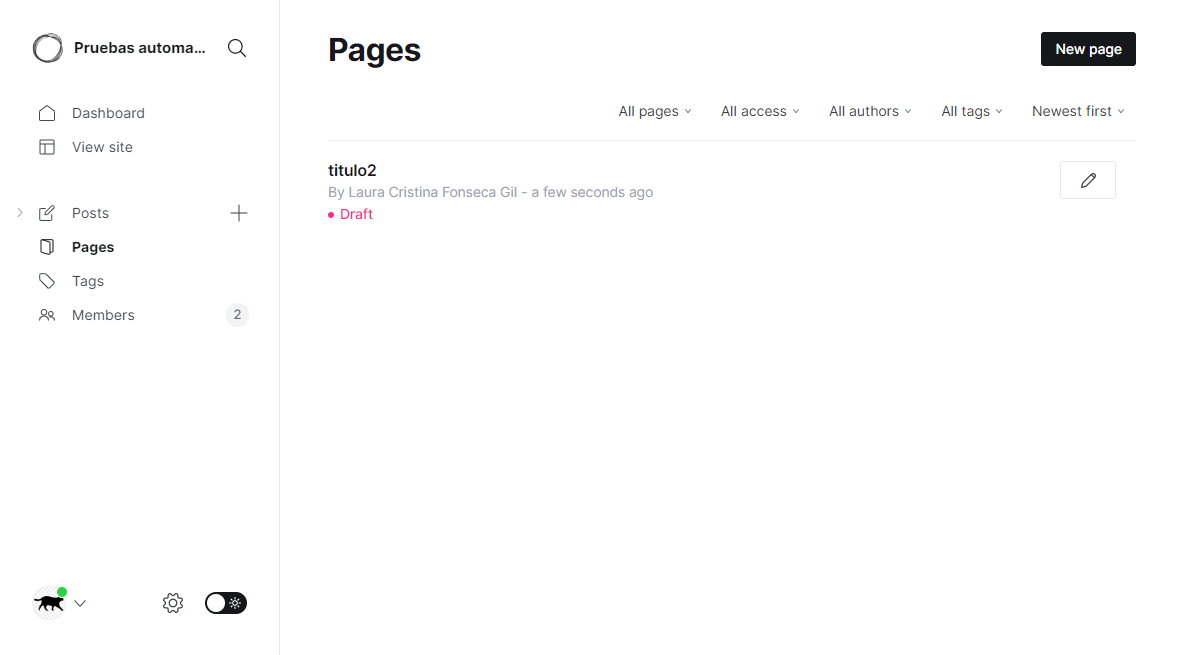 Pruebas automa...
Dashboard
View site
Posts
Pages
Tags
Members 2
Pages
New page
All pages All access All authors All tags Newest first
titulo2
By Laura Cristina Fonseca Gil - a few seconds ago
Draft